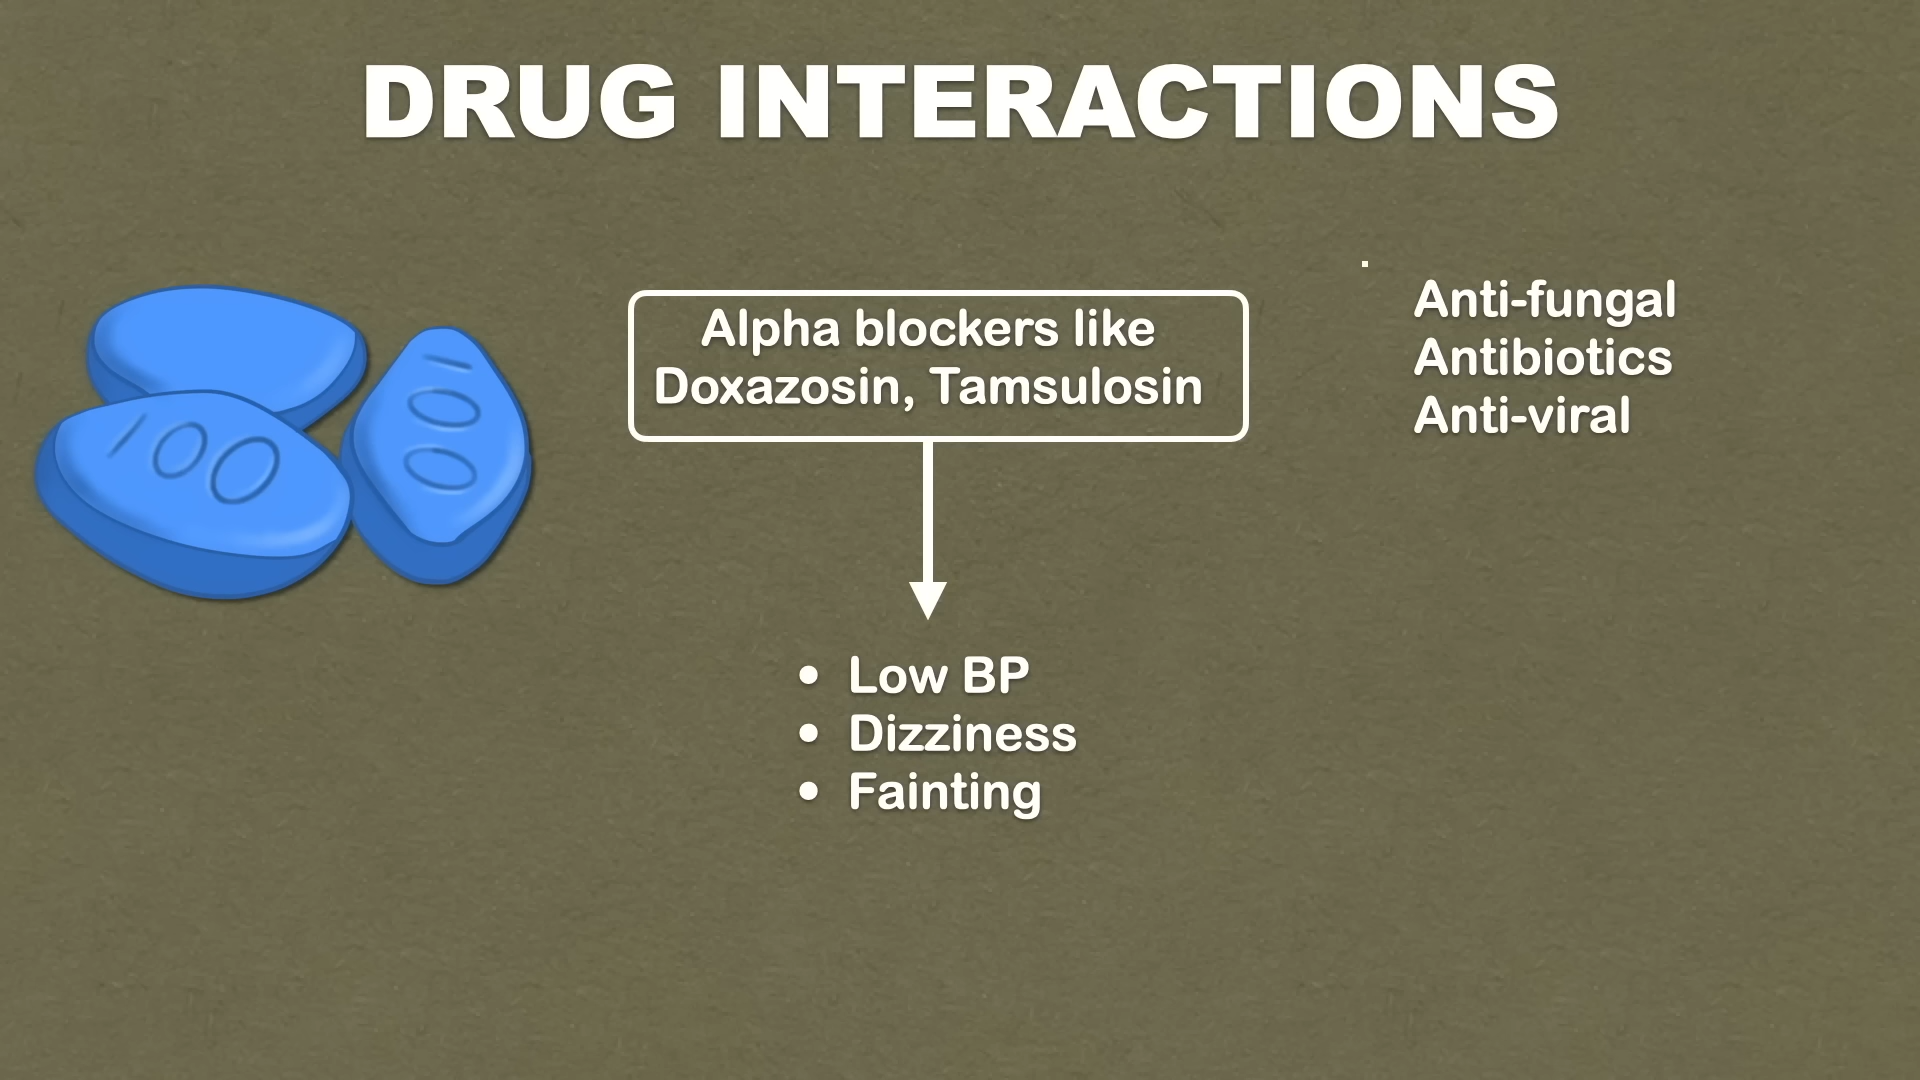 DRUG INTERACTIONS
100
100
Alpha blockers like
Doxazosin, Tamsulosin
Anti-fungal
Antibiotics
Anti-viral
• Low BP
• Dizziness
• Fainting